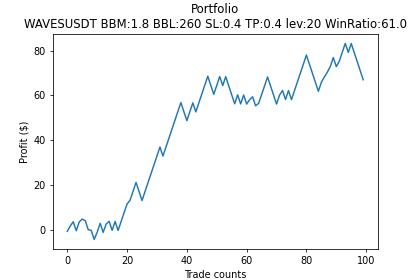 Portfolio
WAVESUSDT BBM:1.8 BBL:260 SL:0.4 TP:0.4 lev:20 WinRatio:61.0
80
60
40
20
0
Profit ($)
0 20 40 60 80 100
Trade counts